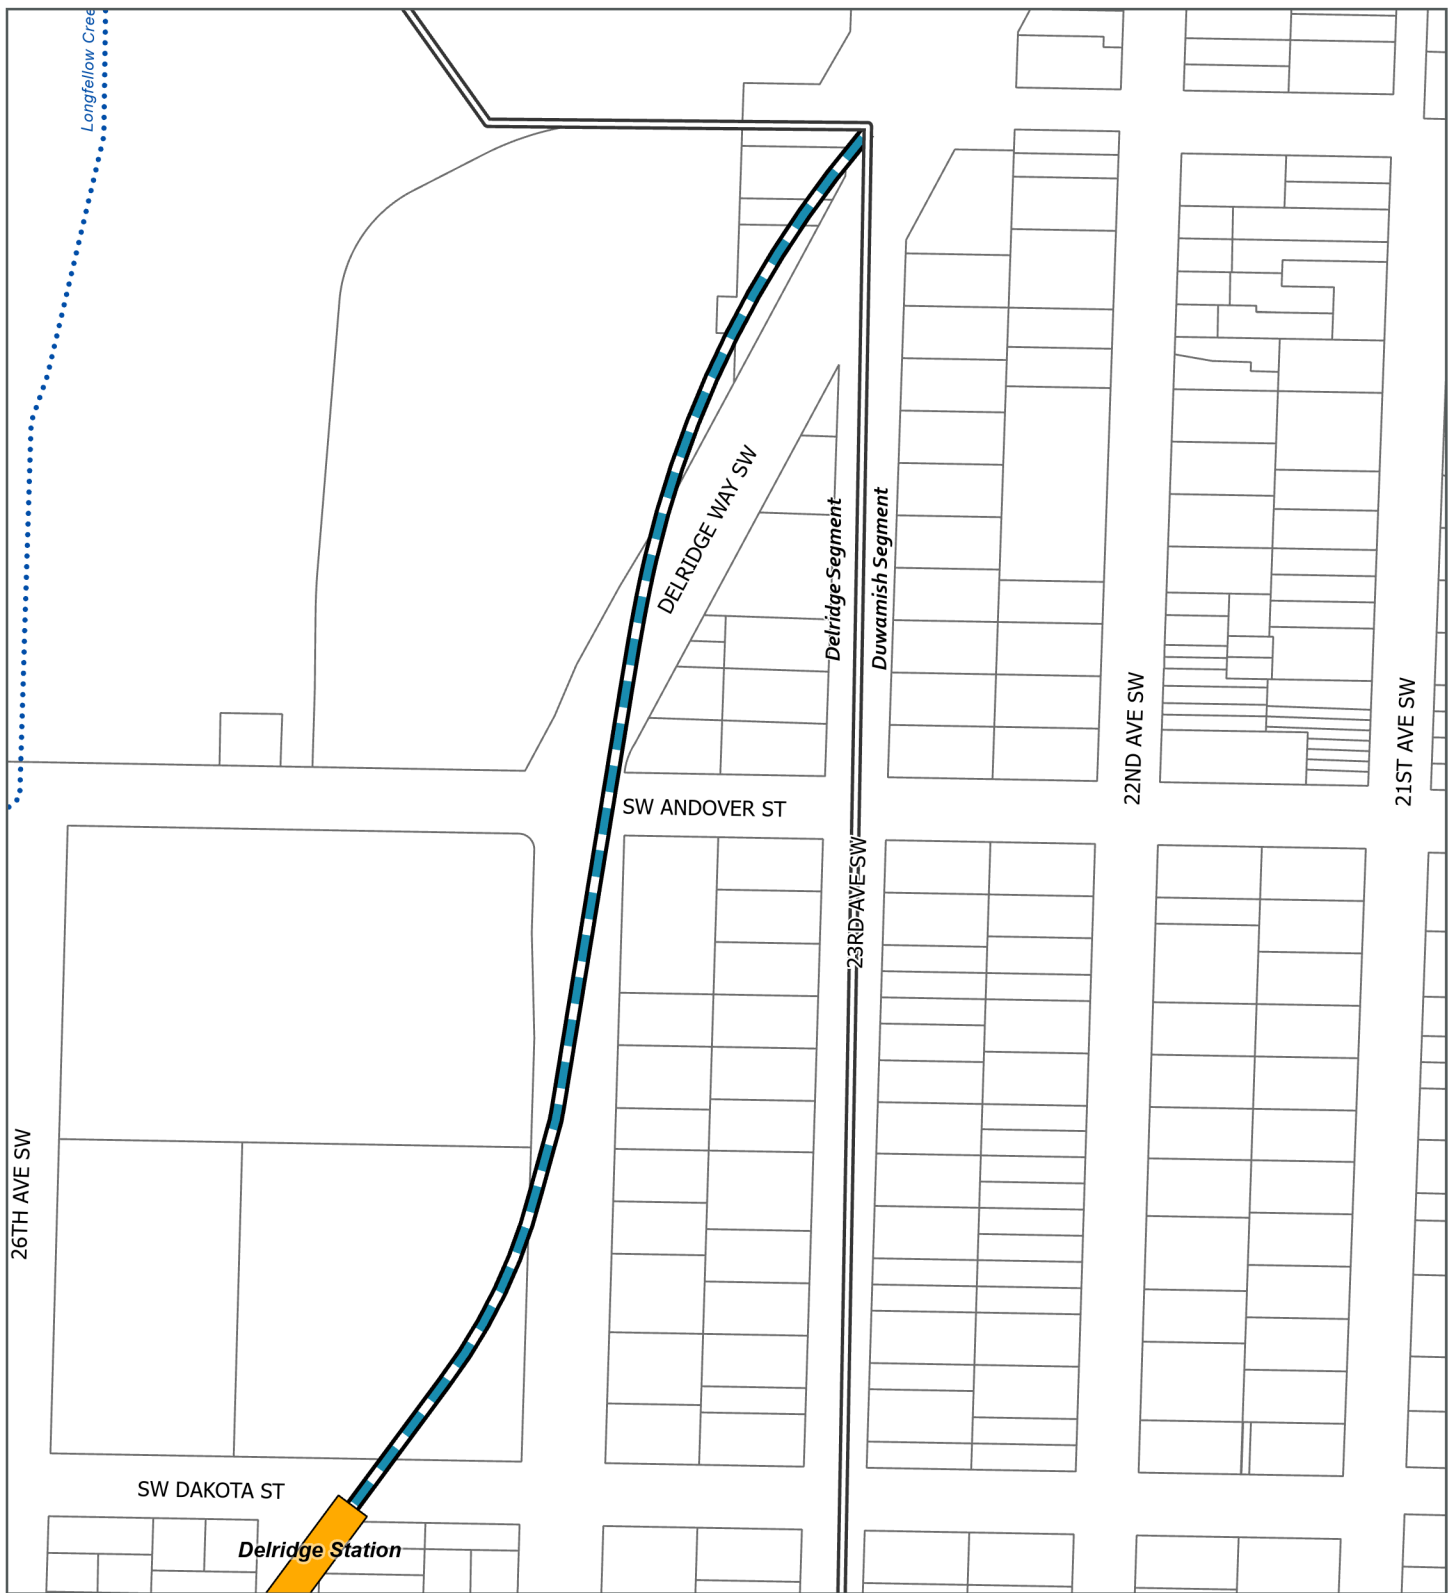 Longfellow Cree
DELRIDGE WAY SW
Delridge Segment
Duwamish Segment
22ND AVE SW
21ST AVE SW
SW ANDOVER ST
23RD AVE SW
26TH AVE SW
SW DAKOTA ST
Delridge Station